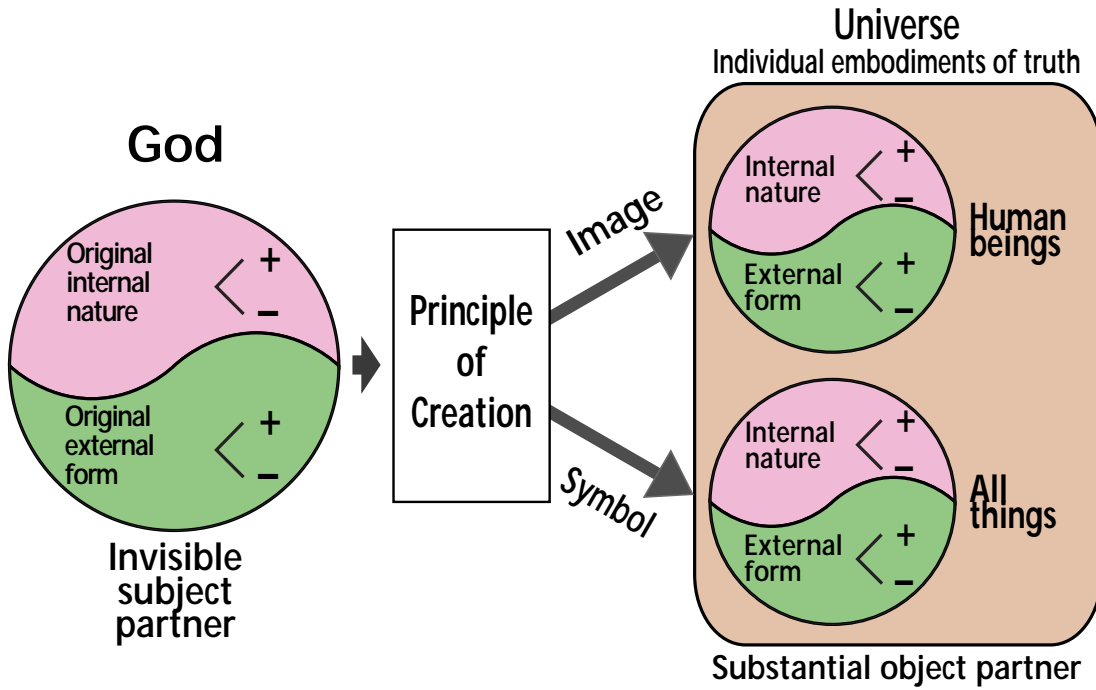 God
Original
internal
nature
+
−
Original
external
form
+
−
Invisible
subject
partner
Principle
of
Creation
Image
Symbol
Universe
Individual embodiments of truth
Internal
nature
+
−
External
form
+
−
Human
beings
Internal
nature
+
−
External
form
+
−
All
things
Substantial object partner